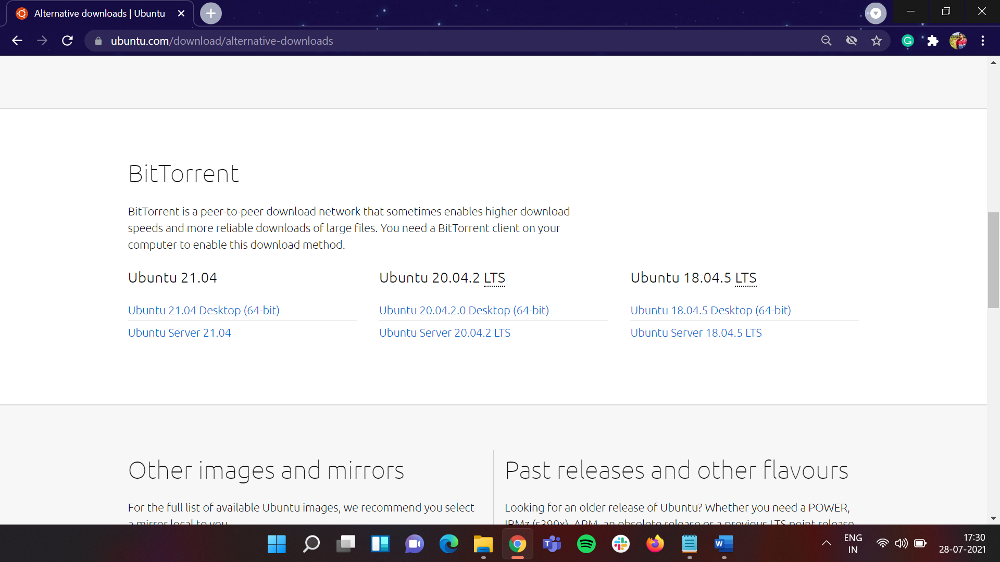 Alternative downloads | Ubuntu
ubuntu.com/download/alternative-downloads
BitTorrent
BitTorrent is a peer-to-peer download network that sometimes enables higher download
speeds and more reliable downloads of large files. You need a BitTorrent client on your
computer to enable this download method.
Ubuntu 21.04
Ubuntu 21.04 Desktop (64-bit)
Ubuntu Server 21.04
Ubuntu 20.04.2 LTS
Ubuntu 20.04.2.0 Desktop (64-bit)
Ubuntu Server 20.04.2 LTS
Ubuntu 18.04.5 LTS
Ubuntu 18.04.5 Desktop (64-bit)
Ubuntu Server 18.04.5 LTS
Other images and mirrors
For the full list of available Ubuntu images, we recommend you select
a mirror local to you
Past releases and other flavours
Looking for an older release of Ubuntu? Whether you need a POWER,
IBMz (s390x), ARM, an obsolete release or a previous LTS point release
ENG
IN
17:30
28-07-2021